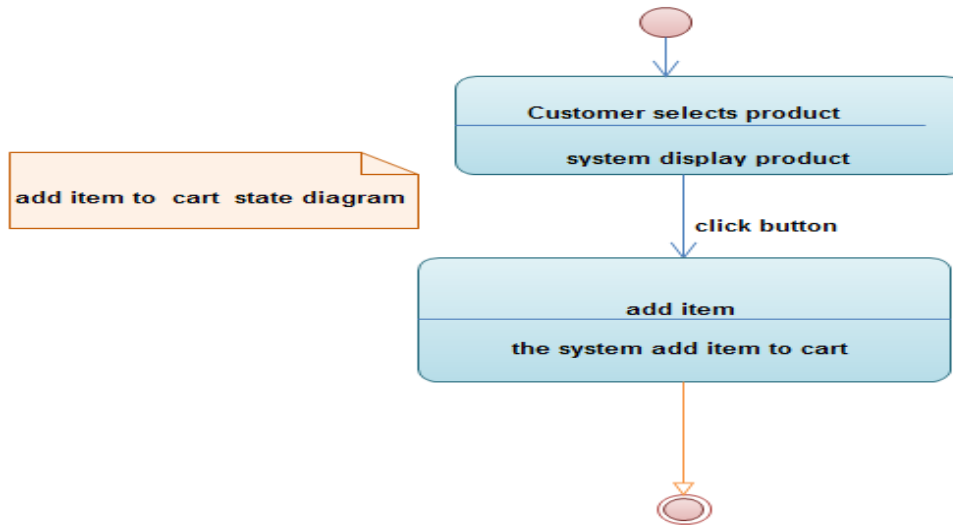 Customer selects product
system display product
add item to cart state diagram
click button
add item
the system add item to cart